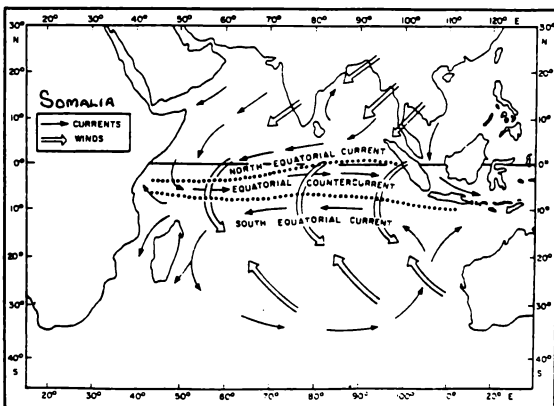 20° 30° 40° 50° 60° 70° 80° 90° 100° 110° 120° E
30° 30°
N N
20° 20°
SOMALIA
CURRENTS
WINDS
10° 10°
NORTH EQUATORIAL CURRENT
0° 0°
EQUATORIAL COUNTERCURRENT
10° 10°
SOUTH EQUATORIAL CURRENT
20° 20°
30° 30°
40° 40°
S S
20° 30° 40° 50° 60° 70° 80° 90° 100° 110° 20° E